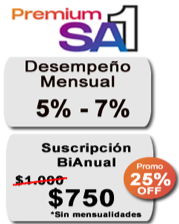 Premium
SA1
Desempeño
Mensual
5% - 7%
Suscripción
BiAnual
Promo
25%
OFF
$1.000
$750
*Sin mensualidades